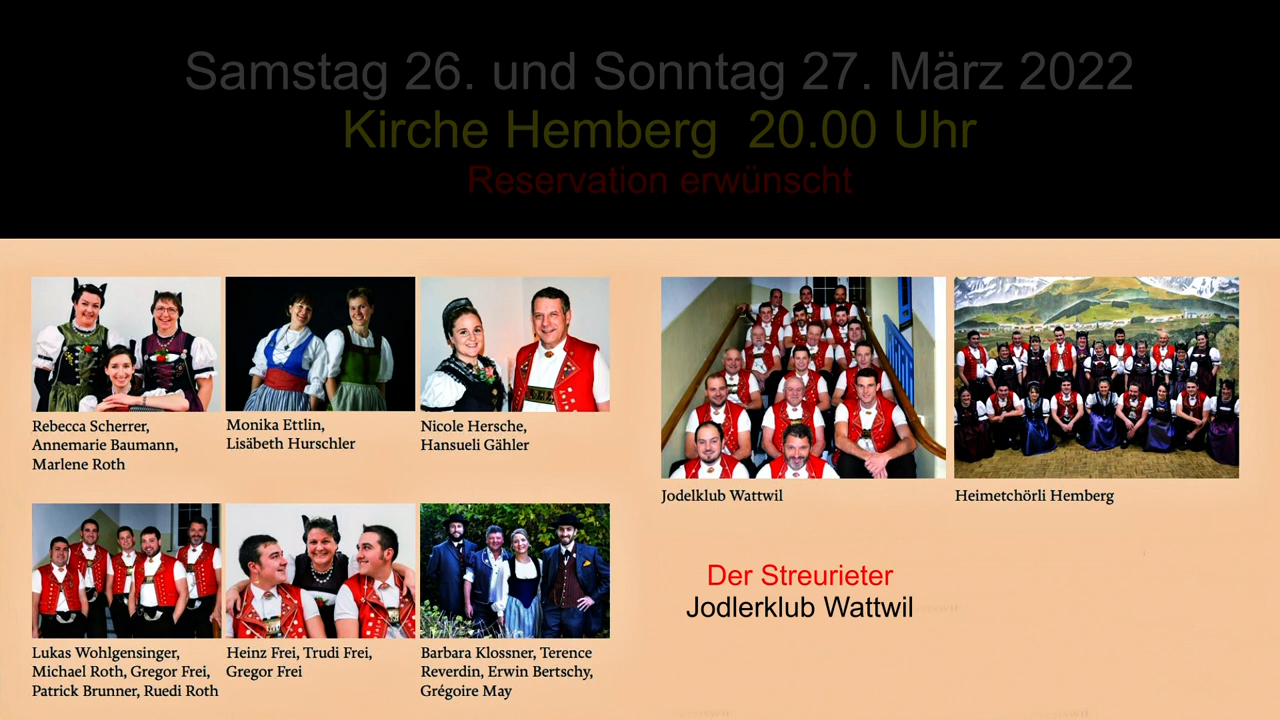 Samstag 26. und Sonntag 27. März 2022
Kirche Hemberg 20.00 Uhr
Reservation erwünscht
Rebecca Scherrer,
Annemarie Baumann,
Marlene Roth
Monika Ettlin,
Lisäbeth Hurschler
Nicole Hersche,
Hansueli Gähler
Jodelklub Wattwil
Heimetchörli Hemberg
Lukas Wohlgensinger,
Michael Roth, Gregor Frei,
Patrick Brunner, Ruedi Roth
Heinz Frei, Trudi Frei,
Gregor Frei
Barbara Klossner, Terence
Reverdin, Erwin Bertschy,
Grégoire May
Der Streurieter
Jodlerklub Wattwil